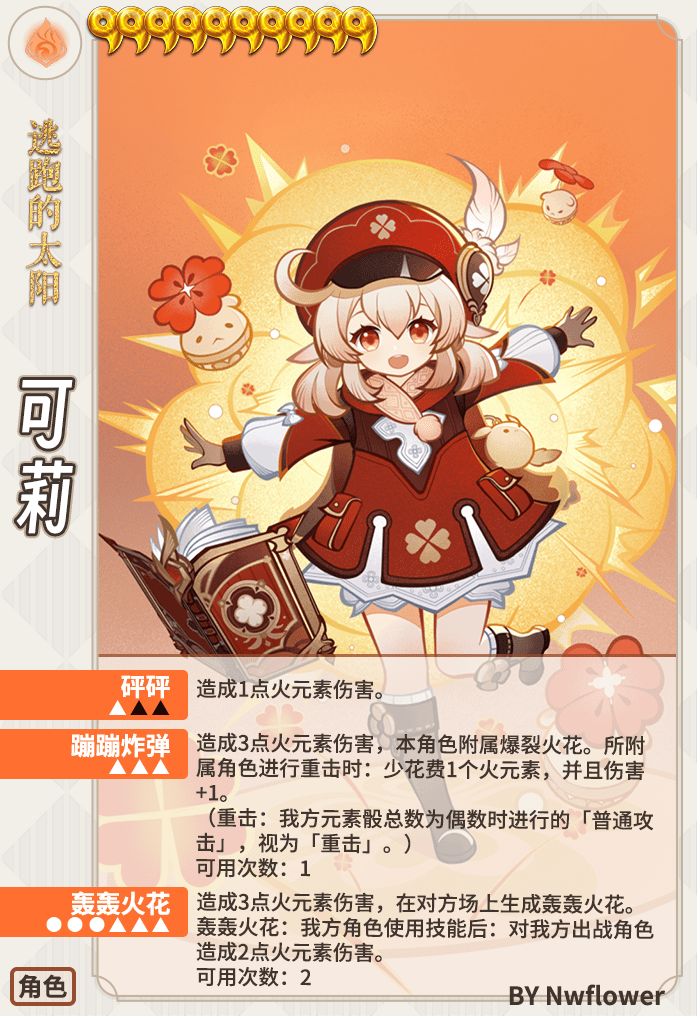 逃跑的太阳
可莉
砰砰
造成1点火元素伤害。
蹦蹦炸弹
造成3点火元素伤害，本角色附属爆裂火花。所附
属角色进行重击时：少花费1个火元素，并且伤害
+1。
（重击：我方元素骰总数为偶数时进行的「普通攻
击」，视为「重击」。）
可用次数：1
轰轰火花
造成3点火元素伤害，在对方场上生成轰轰火花。
轰轰火花：我方角色使用技能后：对我方出战角色
造成2点火元素伤害。
可用次数：2
角色
BY Nwflower